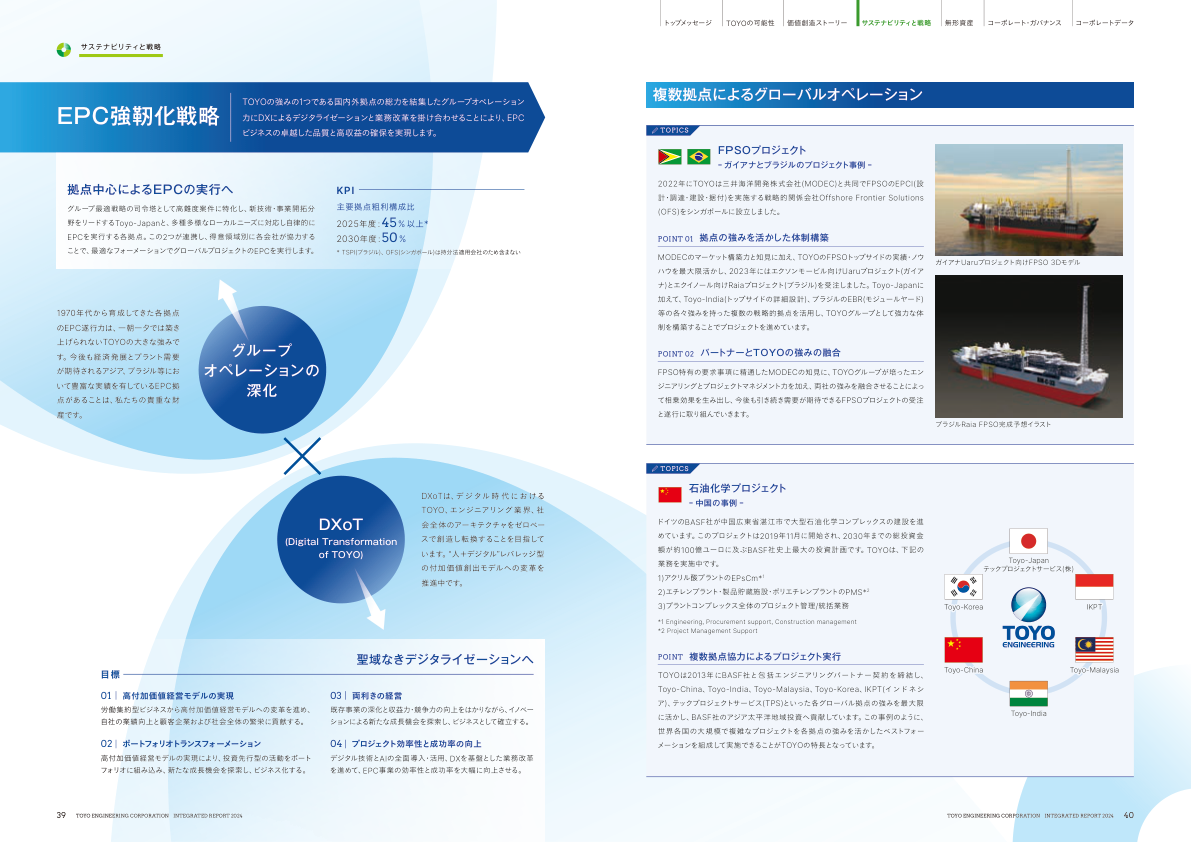 トップメッセージ
TOYOの可能性
価値創造ストーリー
サステナビリティと戦略
無形資産
コーポレート・ガバナンス
コーポレートデータ
サステナビリティと戦略
EPC強靭化戦略
TOYOの強みの1つである国内外拠点の総力を結集したグループオペレーション
力にDXによるデジタライゼーションと業務改革を掛け合わせることにより、EPC
ビジネスの卓越した品質と高収益の確保を実現します。
拠点中心によるEPCの実行へ
グループ最適戦略の司令塔として高難度案件に特化し、新技術・事業開拓分
野をリードするToyo-Japanと、多種多様なローカルニーズに対応し自律的に
EPCを実行する各拠点。この2つが連携し、得意領域別に各会社が協力する
ことで、最適なフォーメーションでグローバルプロジェクトのEPCを実行します。
KPI
主要拠点粗利構成比
2025年度：45％以上*
2030年度：50％
* TSPI(ブラジル)、OFS(シンガポール)は持分法適用会社のため含まない
1970年代から育成してきた各拠点
のEPC遂行力は、一朝一夕では築き
上げられないTOYOの大きな強みで
す。今後も経済発展とプラント需要
が期待されるアジア、ブラジル等にお
いて豊富な実績を有しているEPC拠
点があることは、私たちの貴重な財
産です。
グループ
オペレーションの
深化
DXoT
(Digital Transformation
of TOYO)
DXoTは、デジタル時代における
TOYO、エンジニアリング業界、社
会全体のアーキテクチャをゼロベー
スで創造し転換することを目指して
います。“人＋デジタル”レバレッジ型
の付加価値創出モデルへの変革を
推進中です。
聖域なきデジタライゼーションへ
目標
01｜高付加価値経営モデルの実現
労働集約型ビジネスから高付加価値経営モデルへの変革を進め、
自社の業績向上と顧客企業および社会全体の繁栄に貢献する。
02｜ポートフォリオトランスフォーメーション
高付加価値経営モデルの実現により、投資先行型の活動をポート
フォリオに組み込み、新たな成長機会を探索し、ビジネス化する。
03｜両利きの経営
既存事業の深化と収益力・競争力の向上をはかりながら、イノベー
ションによる新たな成長機会を探索し、ビジネスとして確立する。
04｜プロジェクト効率性と成功率の向上
デジタル技術とAIの全面導入・活用、DXを基盤とした業務改革
を進めて、EPC事業の効率性と成功率を大幅に向上させる。
39 TOYO ENGINEERING CORPORATION INTEGRATED REPORT 2024
複数拠点によるグローバルオペレーション
TOPICS
FPSOプロジェクト
– ガイアナとブラジルのプロジェクト事例 –
2022年にTOYOは三井海洋開発株式会社(MODEC)と共同でFPSOのEPCI(設
計・調達・建設・据付)を実施する戦略的関係会社Offshore Frontier Solutions
(OFS)をシンガポールに設立しました。
POINT 01 拠点の強みを活かした体制構築
MODECのマーケット構築力と知見に加え、TOYOのFPSOトップサイドの実績・ノウ
ハウを最大限活かし、2023年にはエクソンモービル向けUaruプロジェクト(ガイア
ナ)とエクイノール向けRaiaプロジェクト(ブラジル)を受注しました。Toyo-Japanに
加えて、Toyo-India(トップサイドの詳細設計)、ブラジルのEBR(モジュールヤード)
等の各々強みを持った複数の戦略的拠点を活用し、TOYOグループとして強力な体
制を構築することでプロジェクトを進めています。
POINT 02 パートナーとTOYOの強みの融合
FPSO特有の要求事項に精通したMODECの知見に、TOYOグループが培ったエン
ジニアリングとプロジェクトマネジメント力を加え、両社の強みを融合させることによっ
て相乗効果を生み出し、今後も引き続き需要が期待できるFPSOプロジェクトの受注
と遂行に取り組んでいきます。
ガイアナUaruプロジェクト向けFPSO 3Dモデル
ブラジルRaia FPSO完成予想イラスト
TOPICS
石油化学プロジェクト
– 中国の事例 –
ドイツのBASF社が中国広東省湛江市で大型石油化学コンプレックスの建設を進
めています。このプロジェクトは2019年11月に開始され、2030年までの総投資金
額が約100億ユーロに及ぶBASF社史上最大の投資計画です。TOYOは、下記の
業務を実施中です。
1)アクリル酸プラントのEPsCm*1
2)エチレンプラント・製品貯蔵施設・ポリエチレンプラントのPMS*2
3)プラントコンプレックス全体のプロジェクト管理/統括業務
*1 Engineering, Procurement support, Construction management
*2 Project Management Support
POINT 複数拠点協力によるプロジェクト実行
TOYOは2013年にBASF社と包括エンジニアリングパートナー契約を締結し、
Toyo-China、Toyo-India、Toyo-Malaysia、Toyo-Korea、IKPT(インドネシ
ア)、テックプロジェクトサービス(TPS)といった各グローバル拠点の強みを最大限
に活かし、BASF社のアジア太平洋地域投資へ貢献しています。この事例のように、
世界各国の大規模で複雑なプロジェクトを各拠点の強みを活かしたベストフォー
メーションを組成して実施できることがTOYOの特長となっています。
Toyo-Japan
テックプロジェクトサービス(株)
Toyo-Korea
IKPT
TOYO
ENGINEERING
Toyo-China
Toyo-Malaysia
Toyo-India
TOYO ENGINEERING CORPORATION INTEGRATED REPORT 2024 40